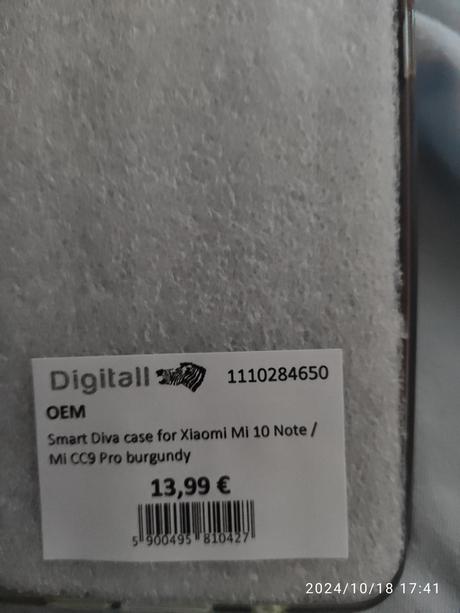 Digitall 1110284650
OEM
Smart Diva case for Xiaomi Mi 10 Note /
Mi CC9 Pro burgundy
13,99 €
5 900495 810427
2024/10/18 17:41